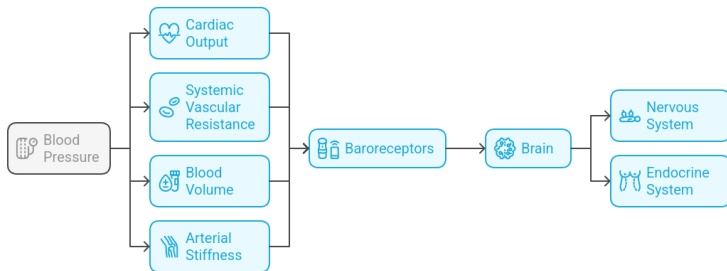 Cardiac
Output
Systemic
Vascular
Resistance
Blood
Pressure
Blood
Volume
Arterial
Stiffness
Baroreceptors
Brain
Nervous
System
Endocrine
System